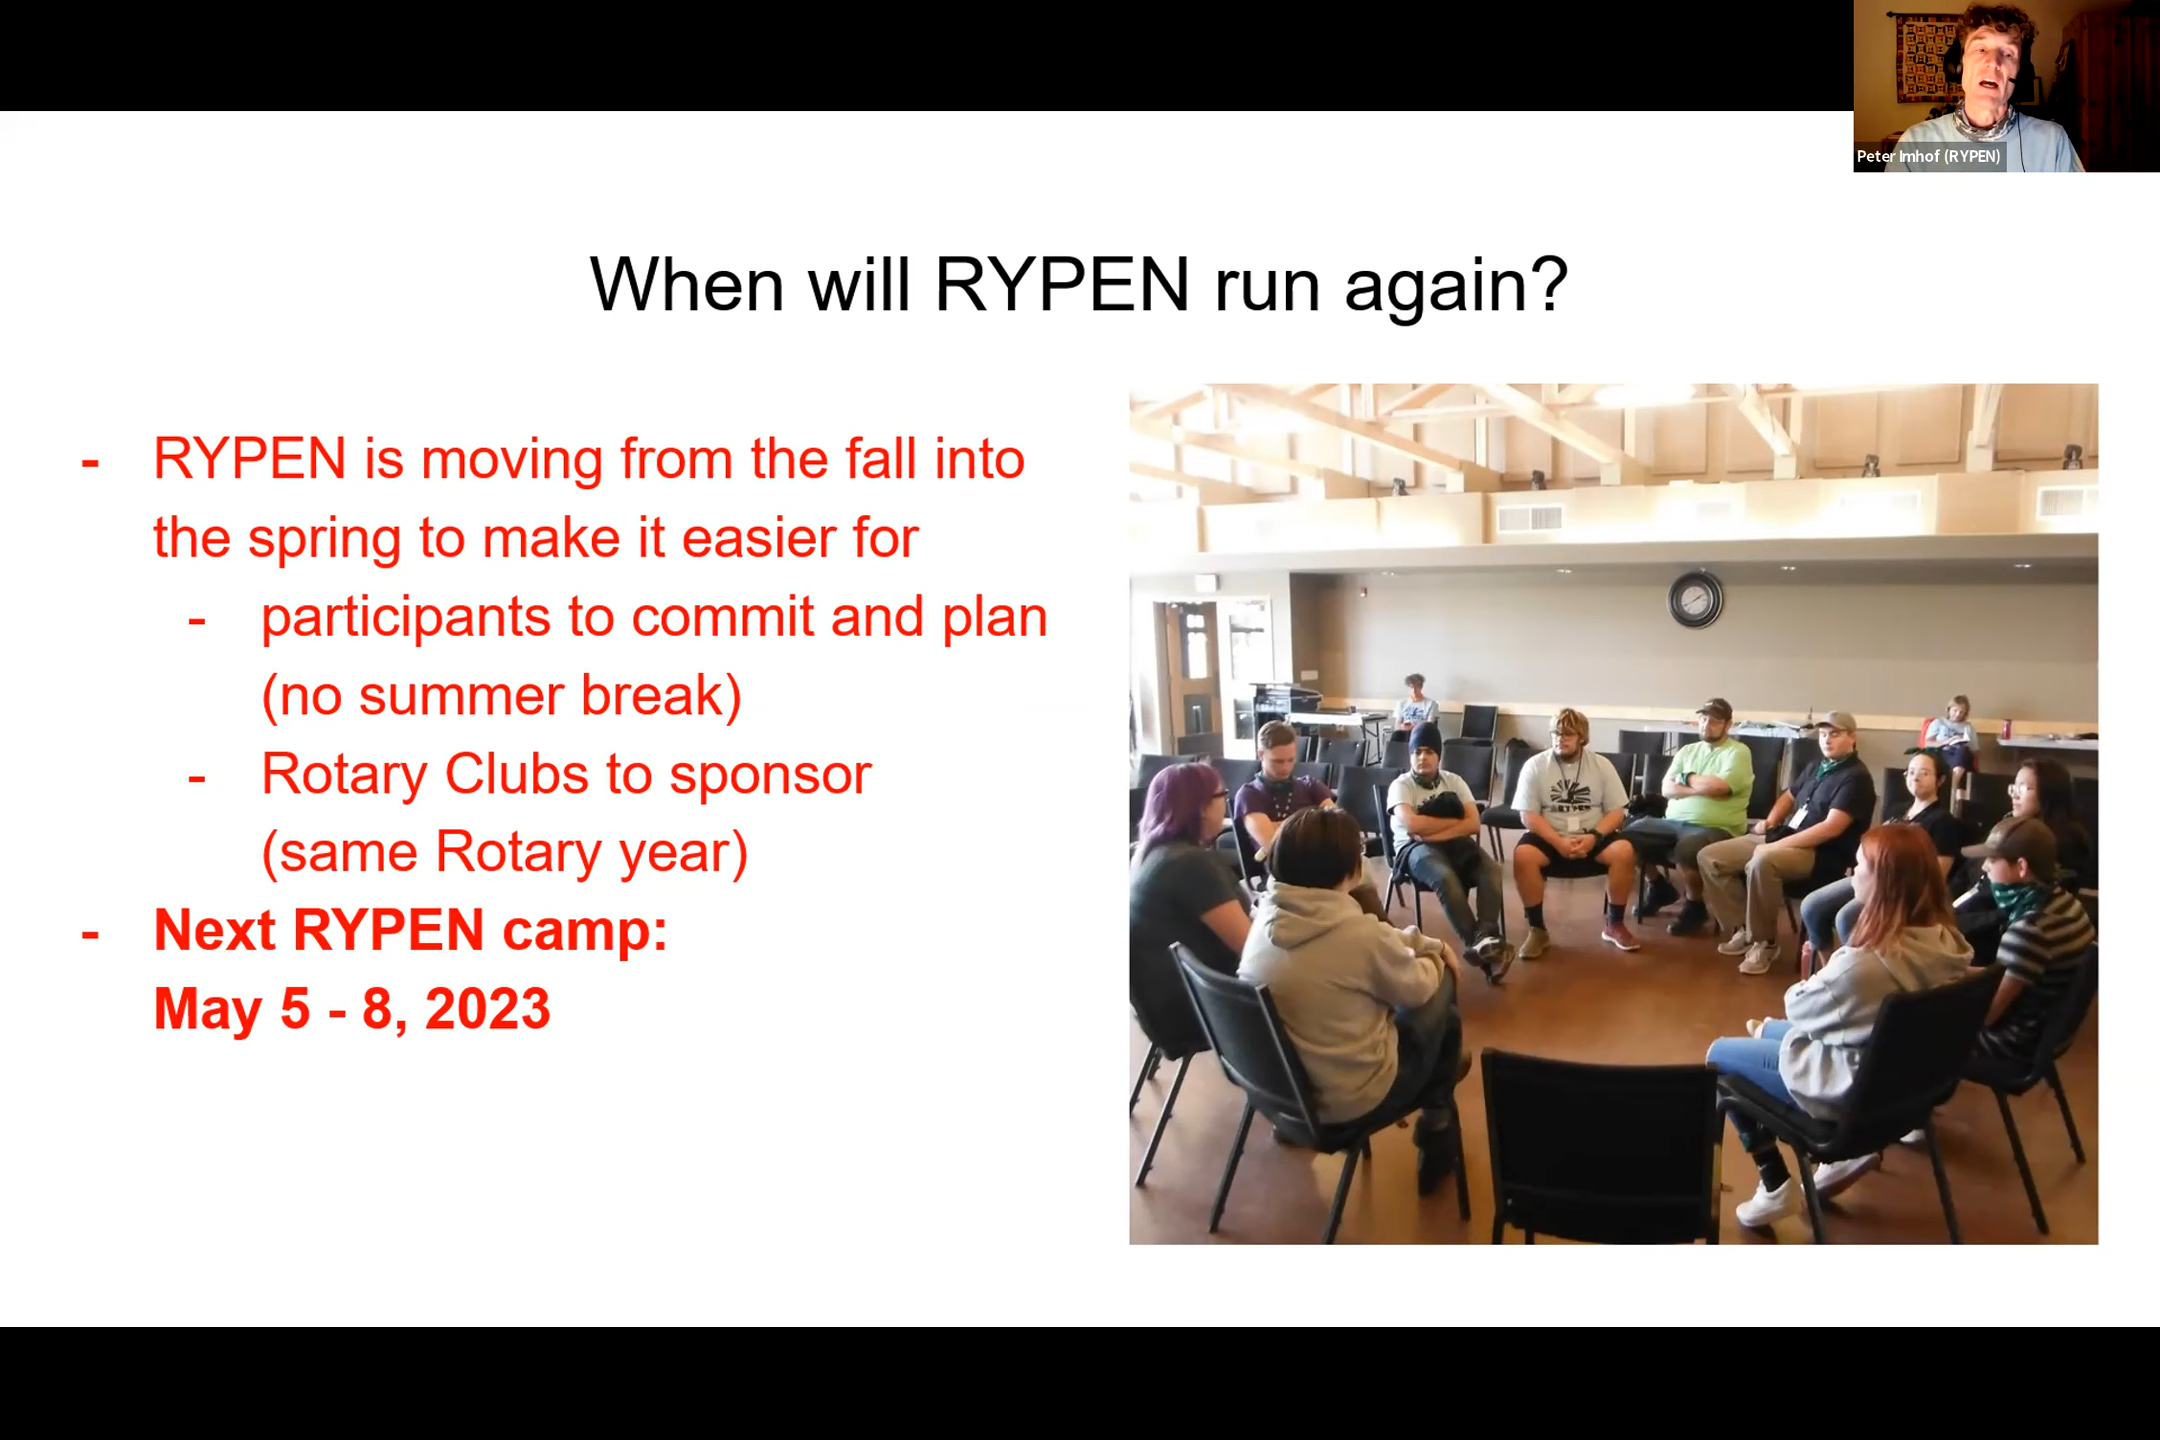 Peter Imhof (RYPEN)
When will RYPEN run again?
- RYPEN is moving from the fall into
the spring to make it easier for
- participants to commit and plan
(no summer break)
- Rotary Clubs to sponsor
(same Rotary year)
- Next RYPEN camp:
May 5 - 8, 2023